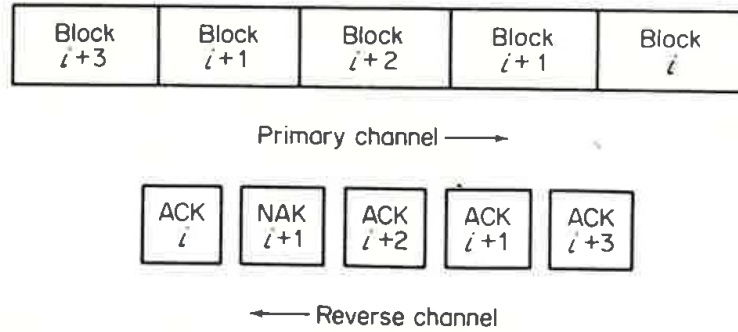 Block Block Block Block Block
i+3 i+1 i+2 i+1 i
Primary channel
ACK NAK ACK ACK ACK
i i+1 i+2 i+1 i+3
Reverse channel